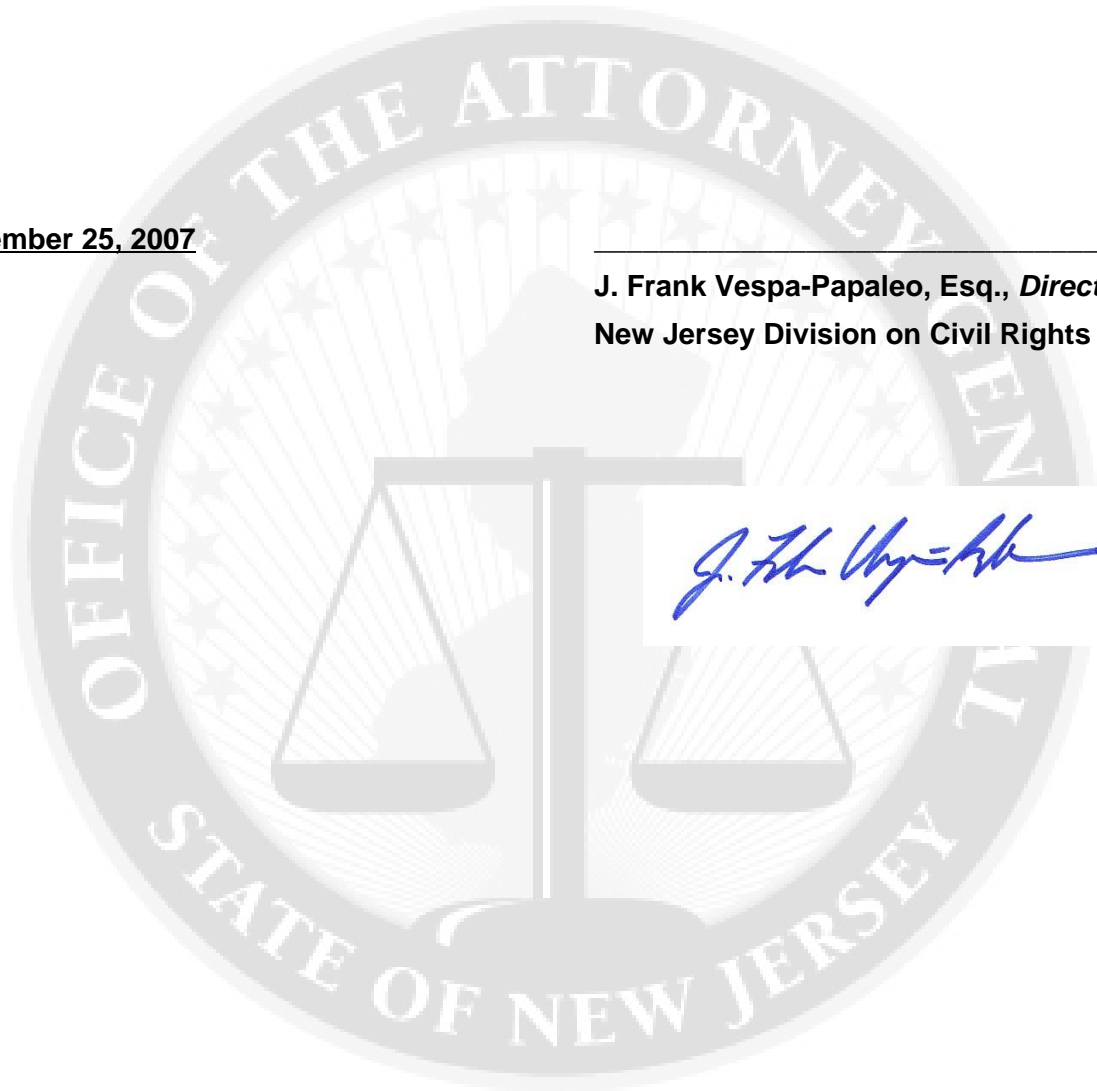 ember 25, 2007
J. Frank Vespa-Papaleo, Esq., Direct
New Jersey Division on Civil Rights
OFFICE OF THE ATTORNEY GENERAL
STATE OF NEW JERSEY